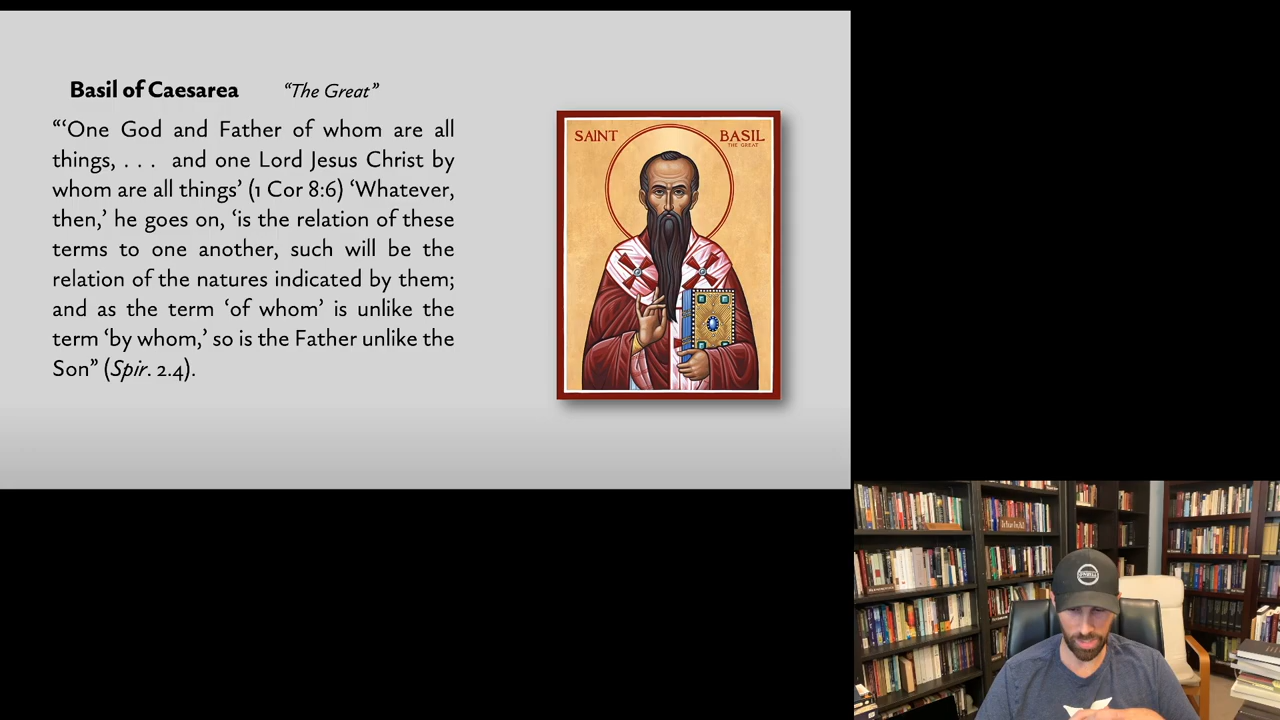 Basil of Caesarea “The Great”
“‘One God and Father of whom are all
things, . . . and one Lord Jesus Christ by
whom are all things’ (1 Cor 8:6) ‘Whatever,
then,’ he goes on, ‘is the relation of these
terms to one another, such will be the
relation of the natures indicated by them;
and as the term ‘of whom’ is unlike the
term ‘by whom,’ so is the Father unlike the
Son” (Spir. 2.4).
SAINT BASIL
THE GREAT